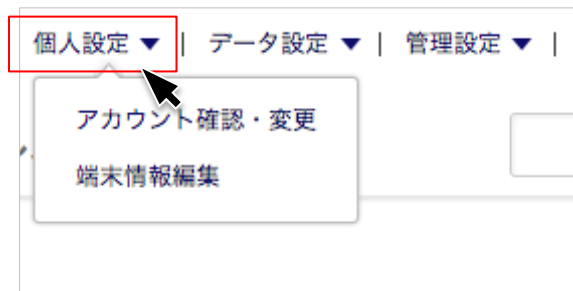 個人設定 ▼ | データ設定 ▼ | 管理設定 ▼ |
アカウント確認・変更
端末情報編集